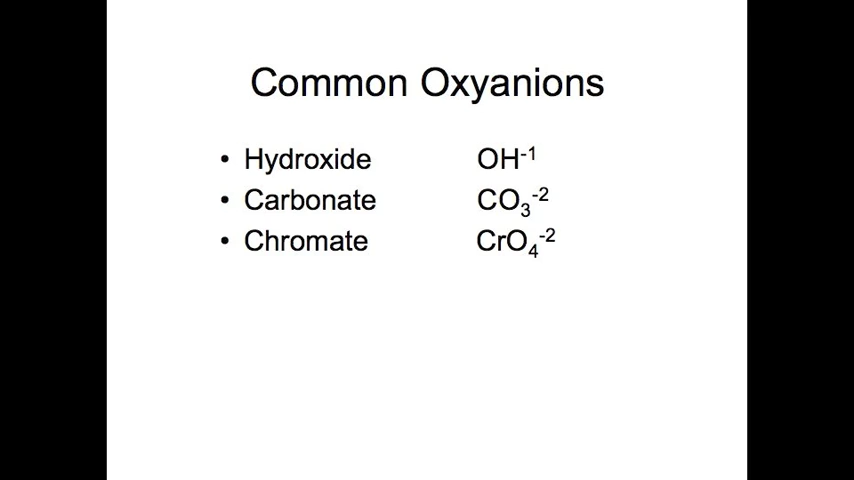 Common Oxyanions
• Hydroxide OH⁻¹
• Carbonate CO₃⁻²
• Chromate CrO₄⁻²